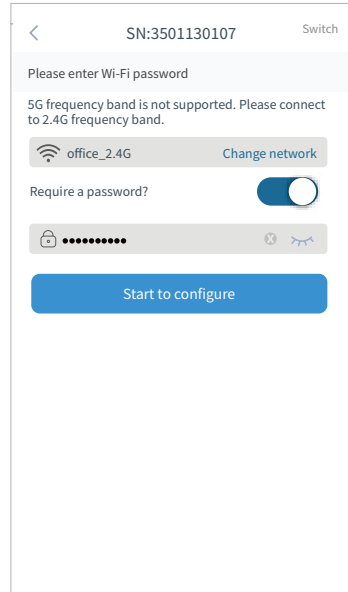 SN:3501130107
Switch
Please enter Wi-Fi password
5G frequency band is not supported. Please connect
to 2.4G frequency band.
office_2.4G
Change network
Require a password?
••••••••••
Start to configure